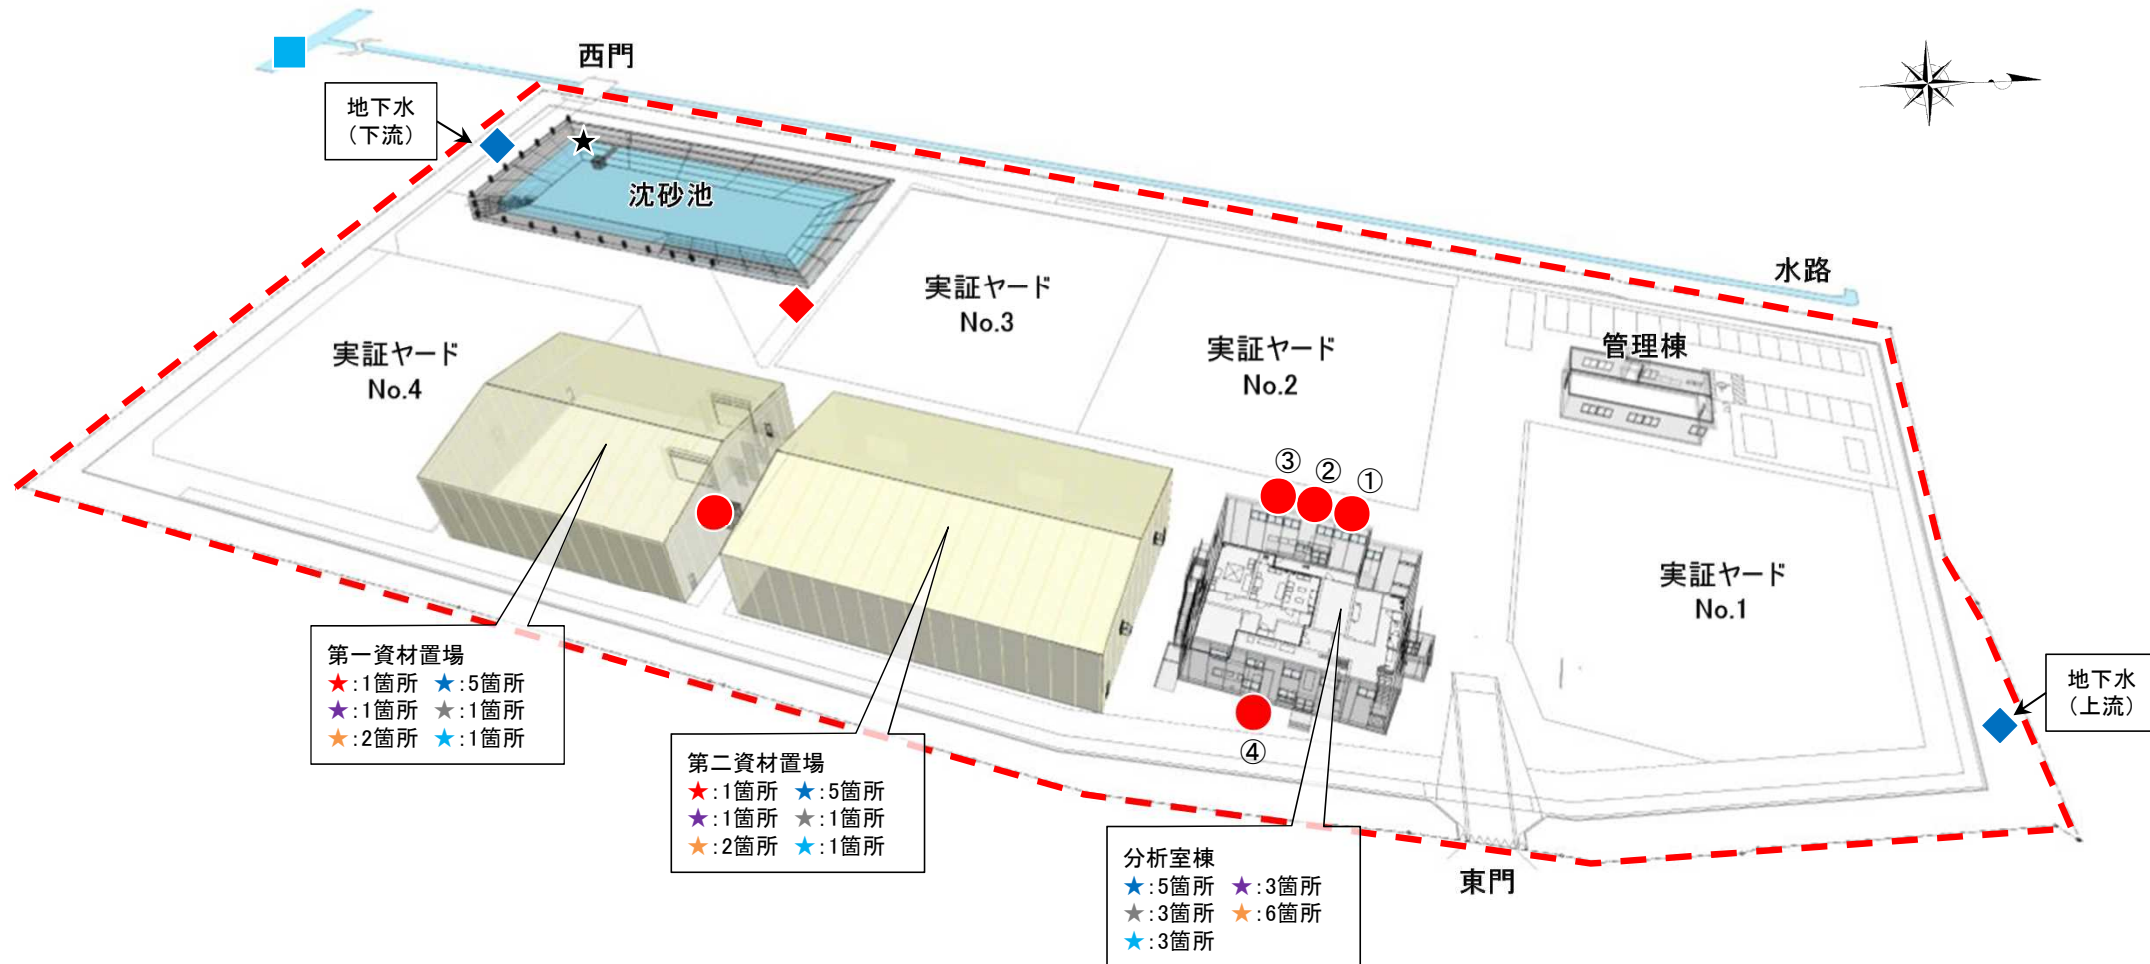 西門
地下水
（下流）
沈砂池
水路
実証ヤード
No.3
実証ヤード
No.2
管理棟
実証ヤード
No.4
③
②
①
実証ヤード
No.1
第一資材置場
★:1箇所 ★:5箇所
★:1箇所 ★:1箇所
★:2箇所 ★:1箇所
地下水
（上流）
④
第二資材置場
★:1箇所 ★:5箇所
★:1箇所 ★:1箇所
★:2箇所 ★:1箇所
分析室棟
★:5箇所 ★:3箇所
★:3箇所 ★:6箇所
★:3箇所
東門